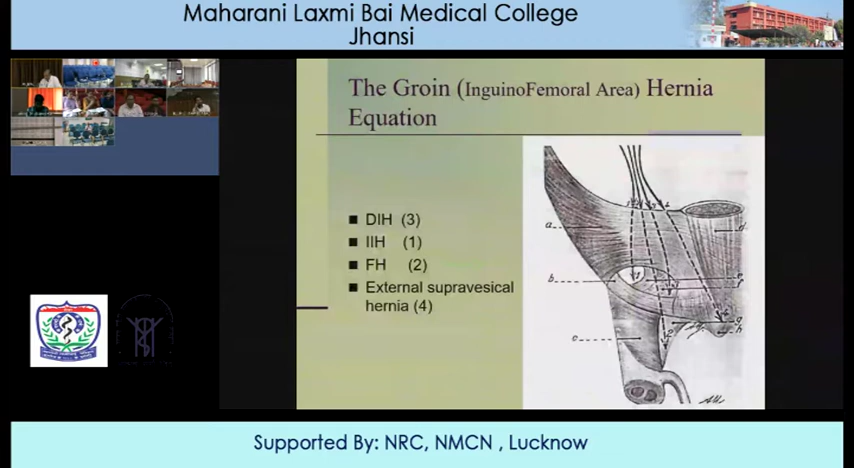 Maharani Laxmi Bai Medical College
Jhansi
The Groin (InguinoFemoral Area) Hernia
Equation
■ DIH (3)
■ IIH (1)
■ FH (2)
■ External supravesical
hernia (4)
a
b
c
d
e
f
g
h
Supported By: NRC, NMCN , Lucknow